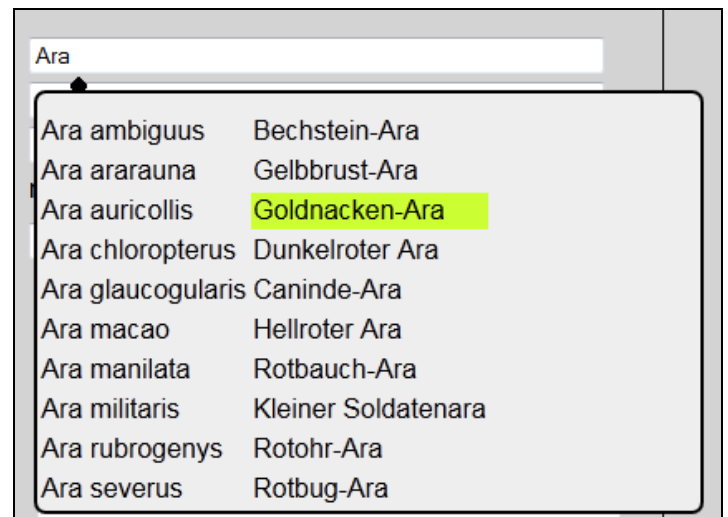 Ara
Ara ambiguus Bechstein-Ara
Ara ararauna Gelbbrust-Ara
Ara auricollis Goldnacken-Ara
Ara chloropterus Dunkelroter Ara
Ara glaucogularis Caninde-Ara
Ara macao Hellroter Ara
Ara manilata Rotbauch-Ara
Ara militaris Kleiner Soldatenara
Ara rubrogenys Rotohr-Ara
Ara severus Rotbug-Ara